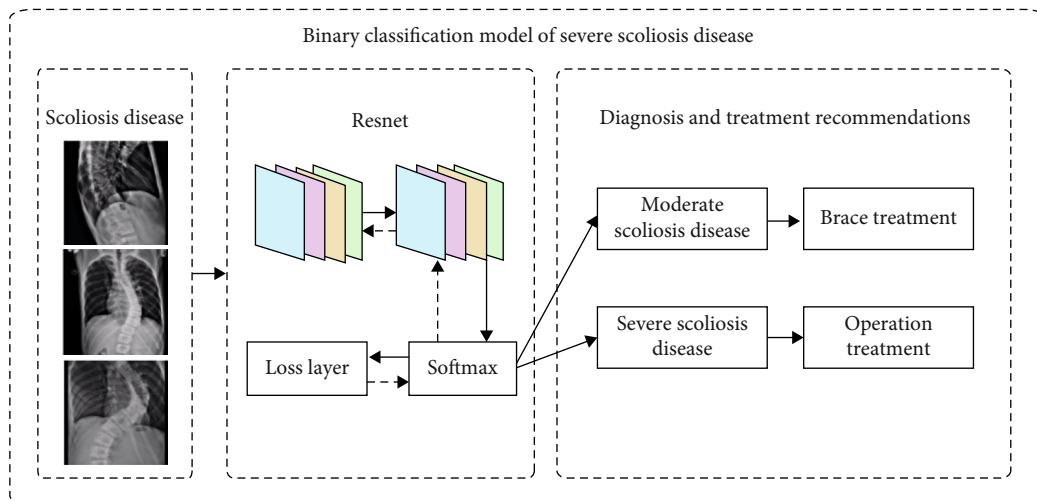 Binary classification model of severe scoliosis disease
Scoliosis disease
Resnet
Loss layer
Softmax
Diagnosis and treatment recommendations
Moderate
scoliosis disease
Brace treatment
Severe scoliosis
disease
Operation
treatment